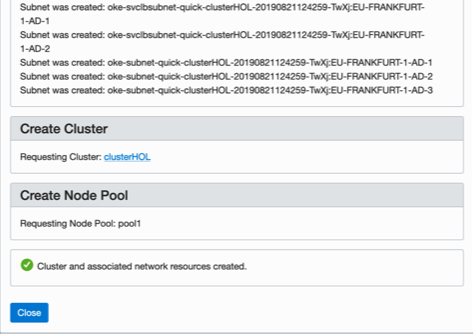 Subnet was created: oke-svclbsubnet-quick-clusterHOL-20190821124259-TwXj:EU-FRANKFURT-
1-AD-1
Subnet was created: oke-svclbsubnet-quick-clusterHOL-20190821124259-TwXj:EU-FRANKFURT-
1-AD-2
Subnet was created: oke-subnet-quick-clusterHOL-20190821124259-TwXj:EU-FRANKFURT-1-AD-1
Subnet was created: oke-subnet-quick-clusterHOL-20190821124259-TwXj:EU-FRANKFURT-1-AD-2
Subnet was created: oke-subnet-quick-clusterHOL-20190821124259-TwXj:EU-FRANKFURT-1-AD-3
Create Cluster
Requesting Cluster: clusterHOL
Create Node Pool
Requesting Node Pool: pool1
Cluster and associated network resources created.
Close